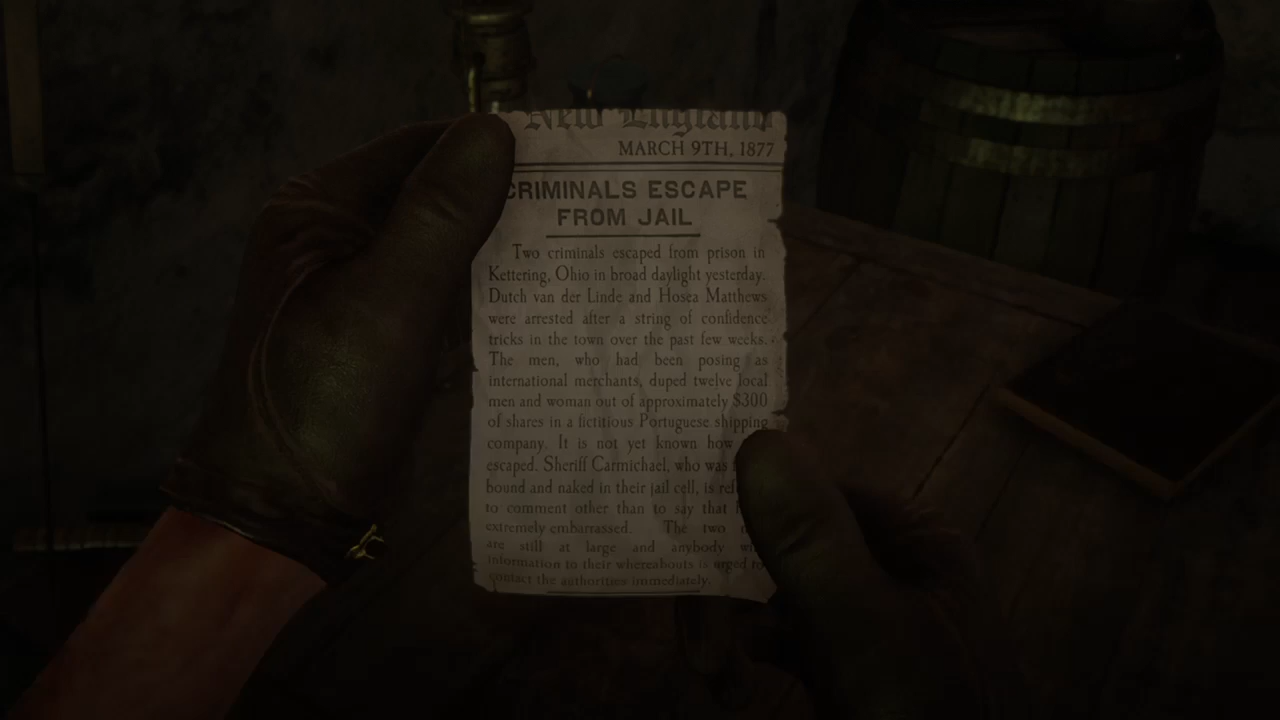 New England
MARCH 9TH, 1877
CRIMINALS ESCAPE
FROM JAIL
Two criminals escaped from prison in
Kettering, Ohio in broad daylight yesterday.
Dutch van der Linde and Hosea Matthews
were arrested after a string of confidence
tricks in the town over the past few weeks.
The men, who had been posing as
international merchants, duped twelve local
men and woman out of approximately $300
of shares in a fictitious Portuguese shipping
company. It is not yet known how
escaped. Sheriff Carmichael, who was
bound and naked in their jail cell, is
to comment other than to say that
extremely embarrassed. The two
are still at large and anybody
information to their whereabouts is urged to
contact the authorities immediately.